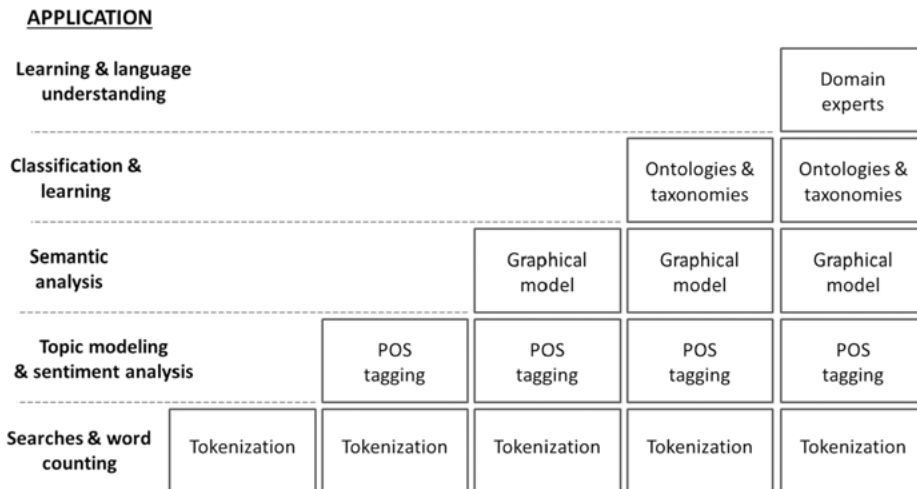 APPLICATION
Learning & language
understanding
Domain
experts
Classification &
learning
Ontologies &
taxonomies
Ontologies &
taxonomies
Semantic
analysis
Graphical
model
Graphical
model
Graphical
model
Topic modeling
& sentiment analysis
POS
tagging
POS
tagging
POS
tagging
POS
tagging
Searches & word
counting
Tokenization
Tokenization
Tokenization
Tokenization
Tokenization